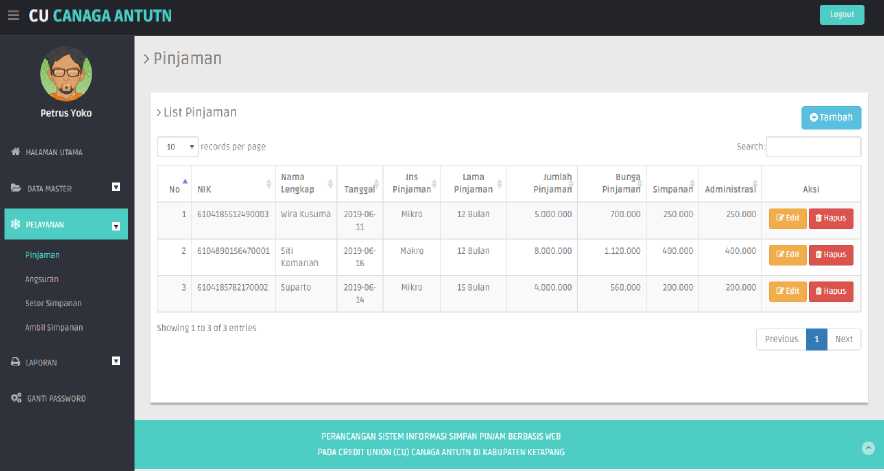 CU CANAGA ANTUTN
Logout
Petrus Yoko
HALAMAN UTAMA
DATA MASTER
PELAYANAN
Pinjaman
Angsuran
Setor Simpanan
Ambil Simpanan
LAPORAN
GANTI PASSWORD
> Pinjaman
> List Pinjaman
Tambah
10 records per page
Search:
No NIK Nama Lengkap Tanggal Jns Pinjaman Lama Pinjaman Jumlah Pinjaman Bunga Pinjaman Simpanan Administrasi Aksi
1 6104185512490003 Wira Kusuma 2019-06-11 Mikro 12 Bulan 5.000.000 700.000 250.000 250.000 Edit Hapus
2 6104890156470001 Siti Komariah 2019-06-16 Makro 12 Bulan 8.000.000 1.120.000 400.000 400.000 Edit Hapus
3 6104185782170002 Suparto 2019-06-14 Mikro 15 Bulan 4.000.000 560.000 200.000 200.000 Edit Hapus
Showing 1 to 3 of 3 entries
Previous 1 Next
PERANCANGAN SISTEM INFORMASI SIMPAN PINJAM BERBASIS WEB
PADA CREDIT UNION (CU) CANAGA ANTUTN DI KABUPATEN KETAPANG